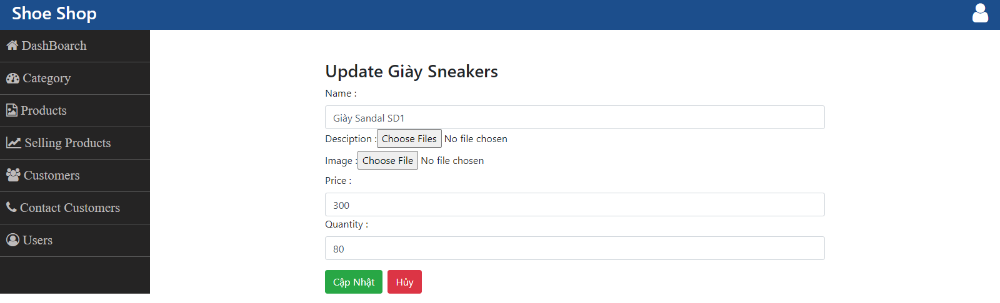 Shoe Shop
DashBoarch
Category
Products
Selling Products
Customers
Contact Customers
Users
Update Giày Sneakers
Name :
Giày Sandal SD1
Desciption : Choose Files No file chosen
Image : Choose File No file chosen
Price :
300
Quantity :
80
Cập Nhật Hủy